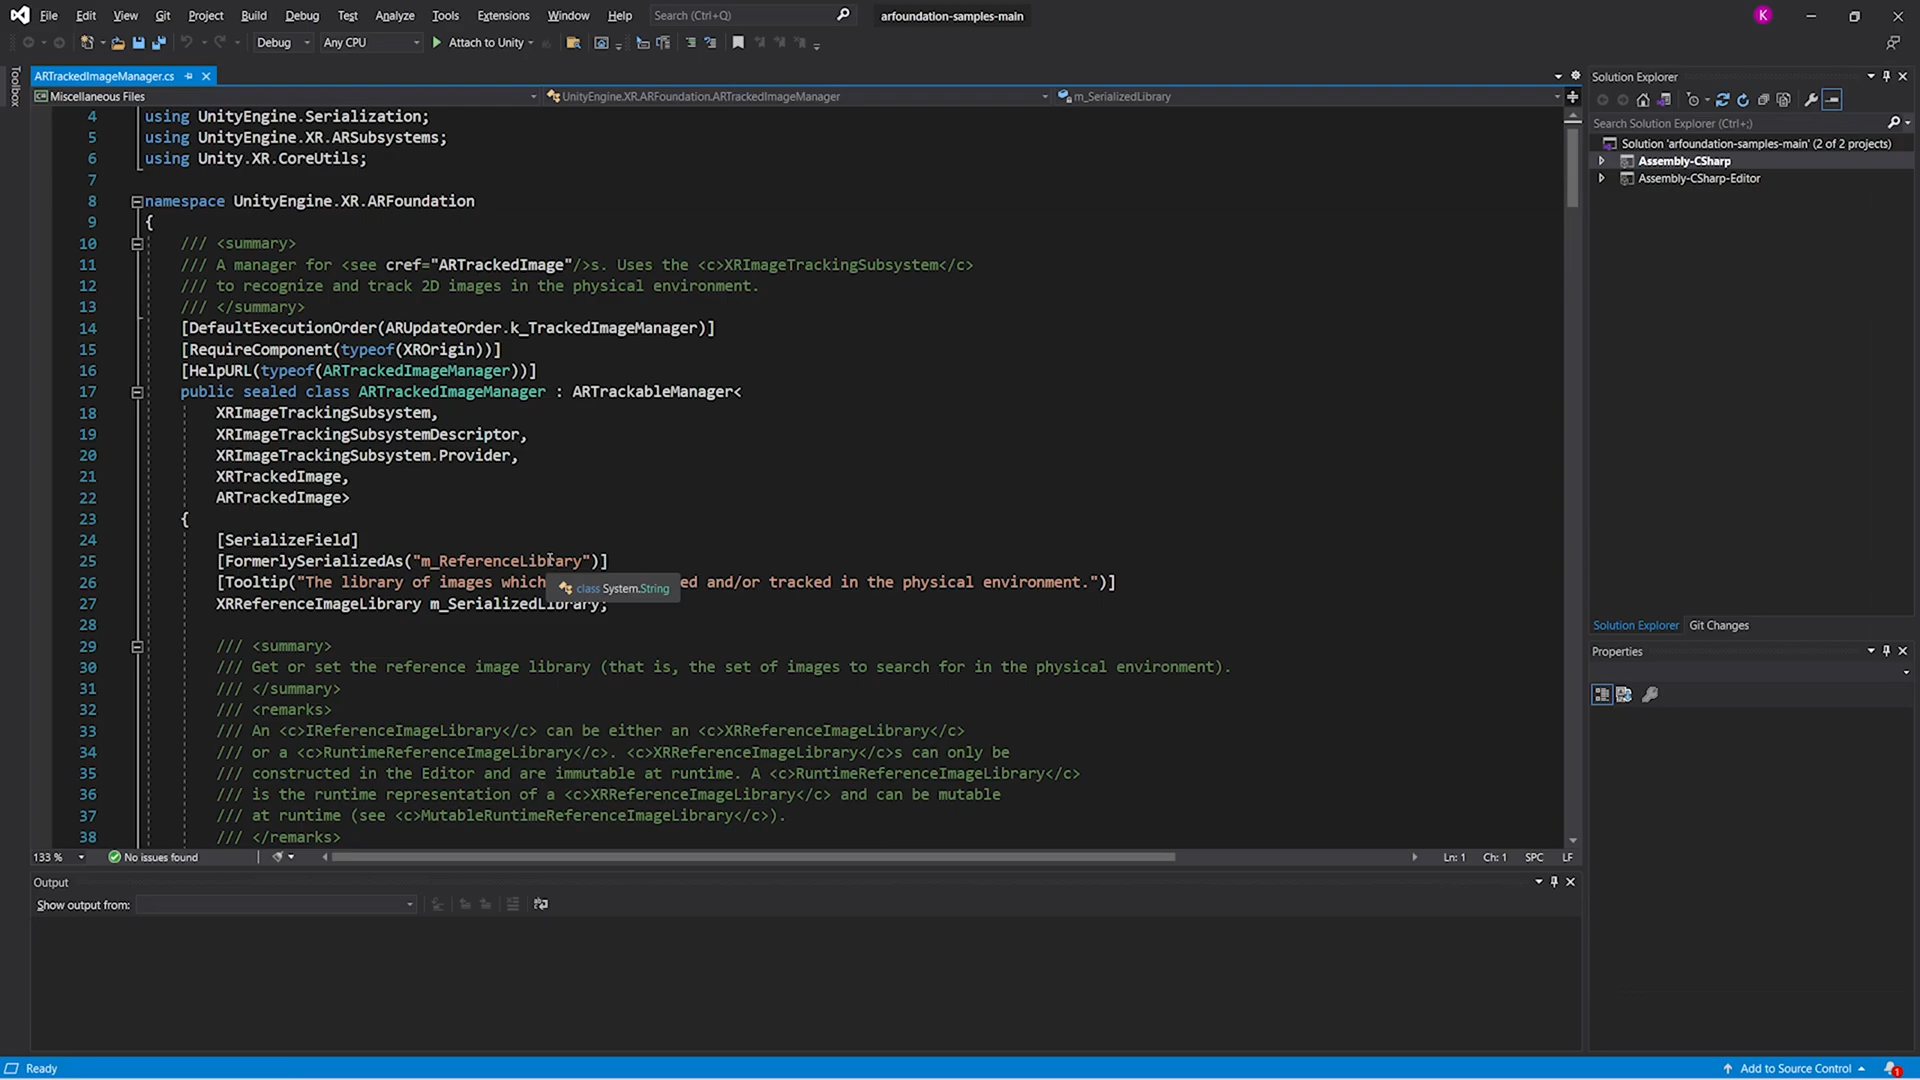 File Edit View Git Project Build Debug Test Analyze Tools Extensions Window Help Search (Ctrl+Q) arfoundation-samples-main K
Debug Any CPU Attach to Unity
Toolbox
ARTrackedImageManager.cs
Miscellaneous Files UnityEngine.XR.ARFoundation.ARTrackedImageManager m_SerializedLibrary
4 using UnityEngine.Serialization;
5 using UnityEngine.XR.ARSubsystems;
6 using Unity.XR.CoreUtils;
7
8 namespace UnityEngine.XR.ARFoundation
9 {
10 /// <summary>
11 /// A manager for <see cref="ARTrackedImage"/>s. Uses the <c>XRImageTrackingSubsystem</c>
12 /// to recognize and track 2D images in the physical environment.
13 /// </summary>
14 [DefaultExecutionOrder(ARUpdateOrder.k_TrackedImageManager)]
15 [RequireComponent(typeof(XROrigin))]
16 [HelpURL(typeof(ARTrackedImageManager))]
17 public sealed class ARTrackedImageManager : ARTrackableManager<
18 XRImageTrackingSubsystem,
19 XRImageTrackingSubsystemDescriptor,
20 XRImageTrackingSubsystem.Provider,
21 XRTrackedImage,
22 ARTrackedImage>
23 {
24 [SerializeField]
25 [FormerlySerializedAs("m_ReferenceLibrary")]
26 [Tooltip("The library of images which ed and/or tracked in the physical environment.")]
class System.String
27 XRReferenceImageLibrary m_SerializedLibrary;
28
29 /// <summary>
30 /// Get or set the reference image library (that is, the set of images to search for in the physical environment).
31 /// </summary>
32 /// <remarks>
33 /// An <c>IReferenceImageLibrary</c> can be either an <c>XRReferenceImageLibrary</c>
34 /// or a <c>RuntimeReferenceImageLibrary</c>. <c>XRReferenceImageLibrary</c>s can only be
35 /// constructed in the Editor and are immutable at runtime. A <c>RuntimeReferenceImageLibrary</c>
36 /// is the runtime representation of a <c>XRReferenceImageLibrary</c> and can be mutable
37 /// at runtime (see <c>MutableRuntimeReferenceImageLibrary</c>).
38 /// </remarks>
133 % No issues found Ln: 1 Ch: 1 SPC LF
Output
Show output from:
Solution Explorer
Search Solution Explorer (Ctrl+;)
Solution 'arfoundation-samples-main' (2 of 2 projects)
Assembly-CSharp
Assembly-CSharp-Editor
Solution Explorer Git Changes
Properties
Ready Add to Source Control 1